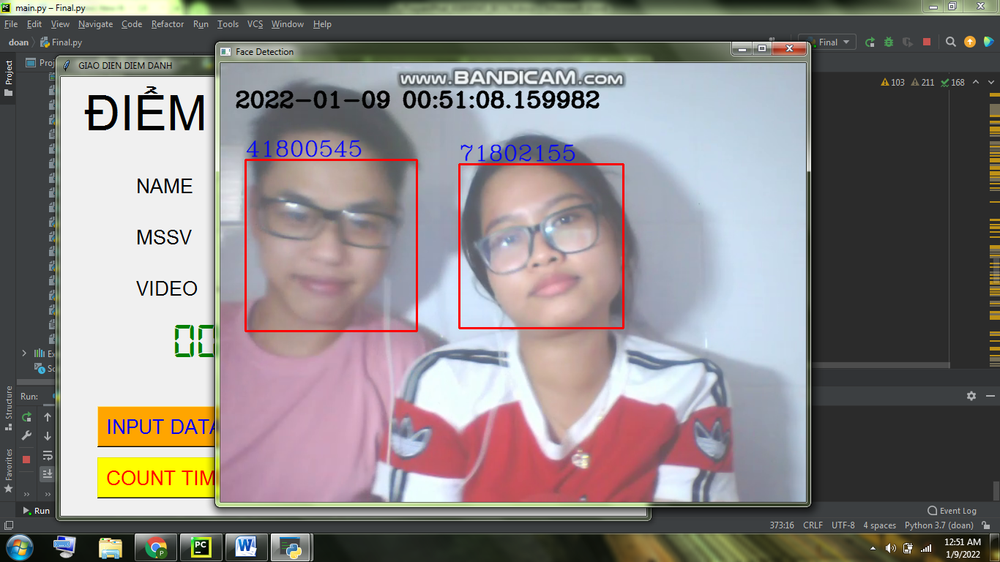 main.py – Final.py
File Edit View Navigate Code Refactor Run Tools VCS Window Help
doan Final.py
Final
Project
GIAO DIEN DIEM DANH
Face Detection
103 211 168
WWW.BANDICAM.COM
ĐIỂM
2022-01-09 00:51:08.159982
41800545
71802155
NAME
MSSV
VIDEO
00
INPUT DATA
COUNT TIM
Structure
Favorites
Run:
Run
Event Log
373:16 CRLF UTF-8 4 spaces Python 3.7 (doan)
12:51 AM
1/9/2022